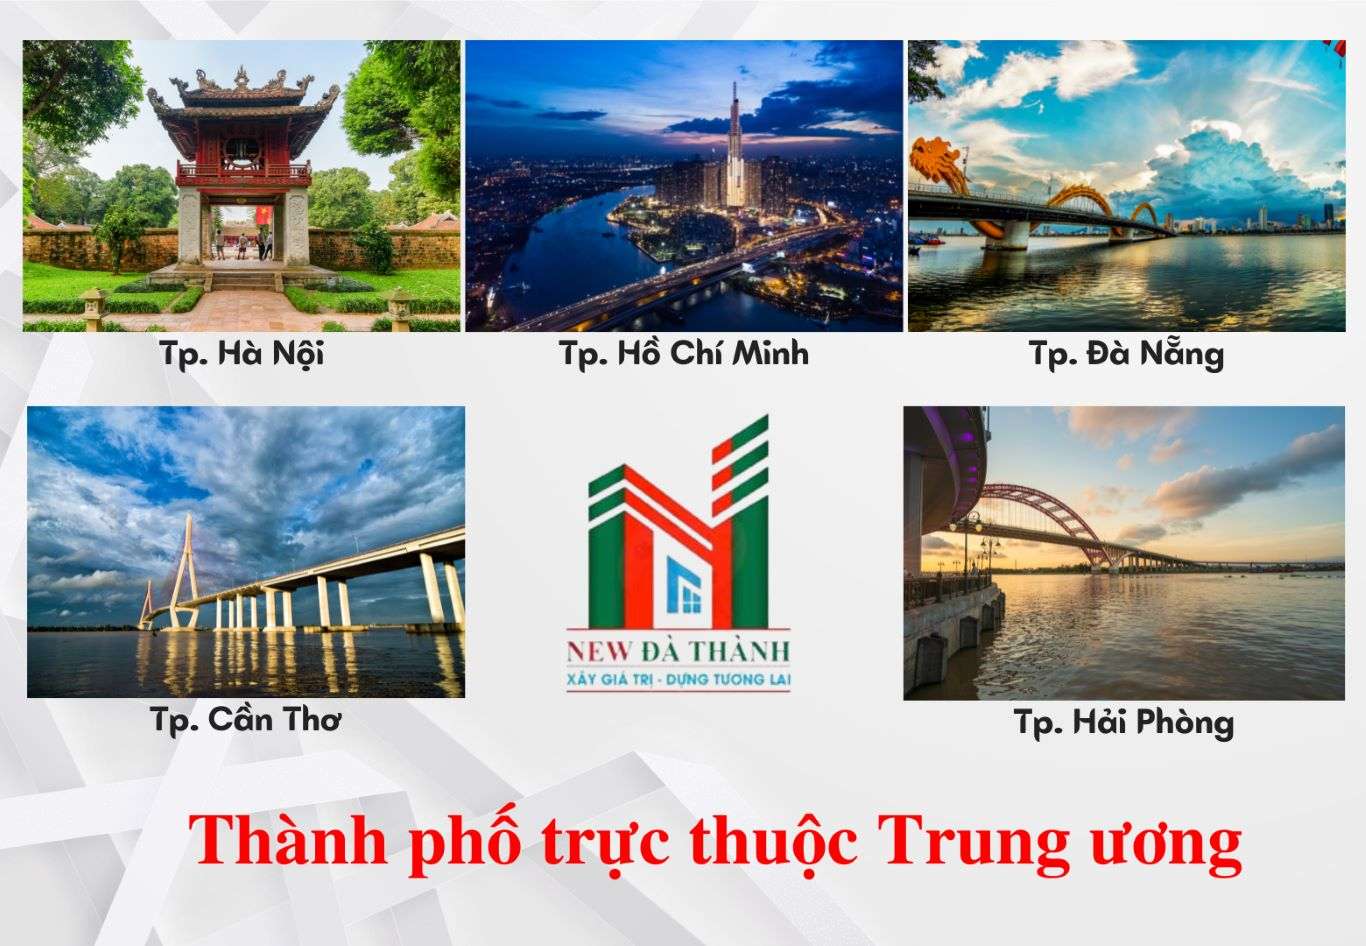 Tp. Hà Nội
Tp. Hồ Chí Minh
Tp. Đà Nẵng
NEW ĐÀ THÀNH
XÂY GIÁ TRỊ - DỰNG TƯƠNG LAI
Tp. Cần Thơ
Tp. Hải Phòng
Thành phố trực thuộc Trung ương